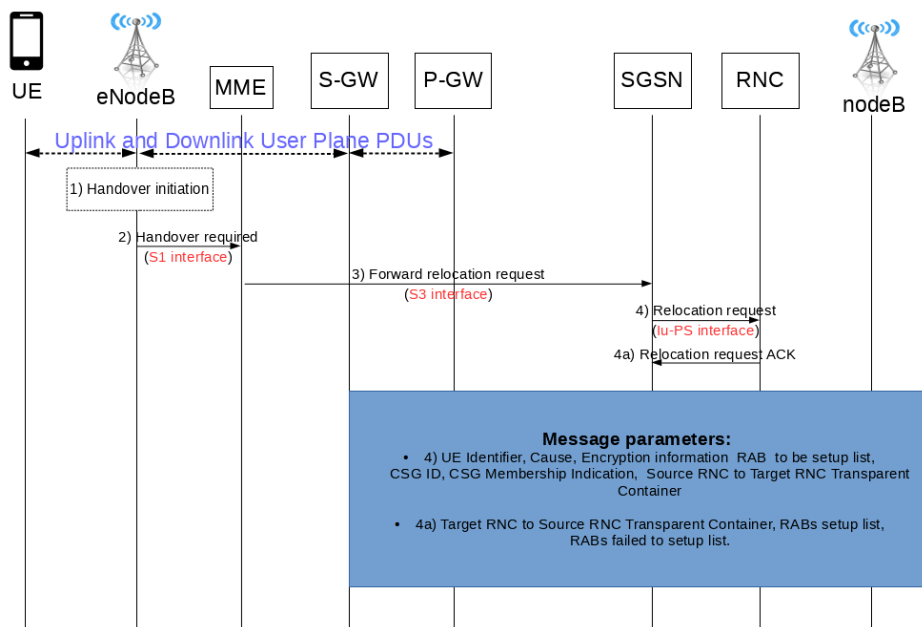 UE
eNodeB
MME
S-GW
P-GW
SGSN
RNC
nodeB
Uplink and Downlink User Plane PDUs
1) Handover initiation
2) Handover required
(S1 interface)
3) Forward relocation request
(S3 interface)
4) Relocation request
(Iu-PS interface)
4a) Relocation request ACK
Message parameters:
• 4) UE Identifier, Cause, Encryption information RAB to be setup list,
CSG ID, CSG Membership Indication, Source RNC to Target RNC Transparent
Container
• 4a) Target RNC to Source RNC Transparent Container, RABs setup list,
RABs failed to setup list.